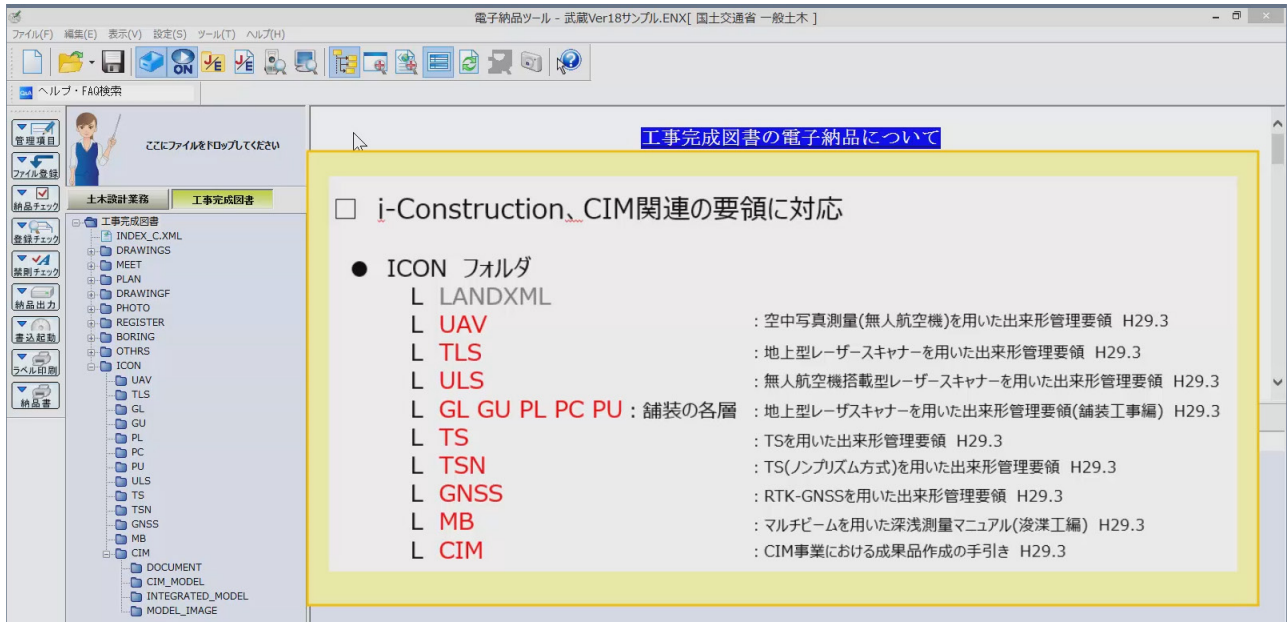 電子納品ツール - 武蔵Ver18サンプル.ENX[ 国土交通省 一般土木 ]
ファイル(F) 編集(E) 表示(V) 設定(S) ツール(T) ヘルプ(H)
ON
QaA ヘルプ・FAQ検索
管理項目
ファイル登録
納品チェック
登録チェック
禁則チェック
納品出力
書込起動
ラベル印刷
納品書
ここにファイルをドロップしてください
土木設計業務 工事完成図書
工事完成図書
INDEX_C.XML
DRAWINGS
MEET
PLAN
DRAWINGF
PHOTO
REGISTER
BORING
OTHRS
ICON
UAV
TLS
GL
GU
PL
PC
PU
ULS
TS
TSN
GNSS
MB
CIM
DOCUMENT
CIM_MODEL
INTEGRATED_MODEL
MODEL_IMAGE
工事完成図書の電子納品について
□ i-Construction、CIM関連の要領に対応
● ICON フォルダ
L LANDXML
L UAV : 空中写真測量(無人航空機)を用いた出来形管理要領 H29.3
L TLS : 地上型レーザースキャナーを用いた出来形管理要領 H29.3
L ULS : 無人航空機搭載型レーザースキャナーを用いた出来形管理要領 H29.3
L GL GU PL PC PU : 舗装の各層 : 地上型レーザスキャナーを用いた出来形管理要領(舗装工事編) H29.3
L TS : TSを用いた出来形管理要領 H29.3
L TSN : TS(ノンプリズム方式)を用いた出来形管理要領 H29.3
L GNSS : RTK-GNSSを用いた出来形管理要領 H29.3
L MB : マルチビームを用いた深浅測量マニュアル(浚渫工編) H29.3
L CIM : CIM事業における成果品作成の手引き H29.3